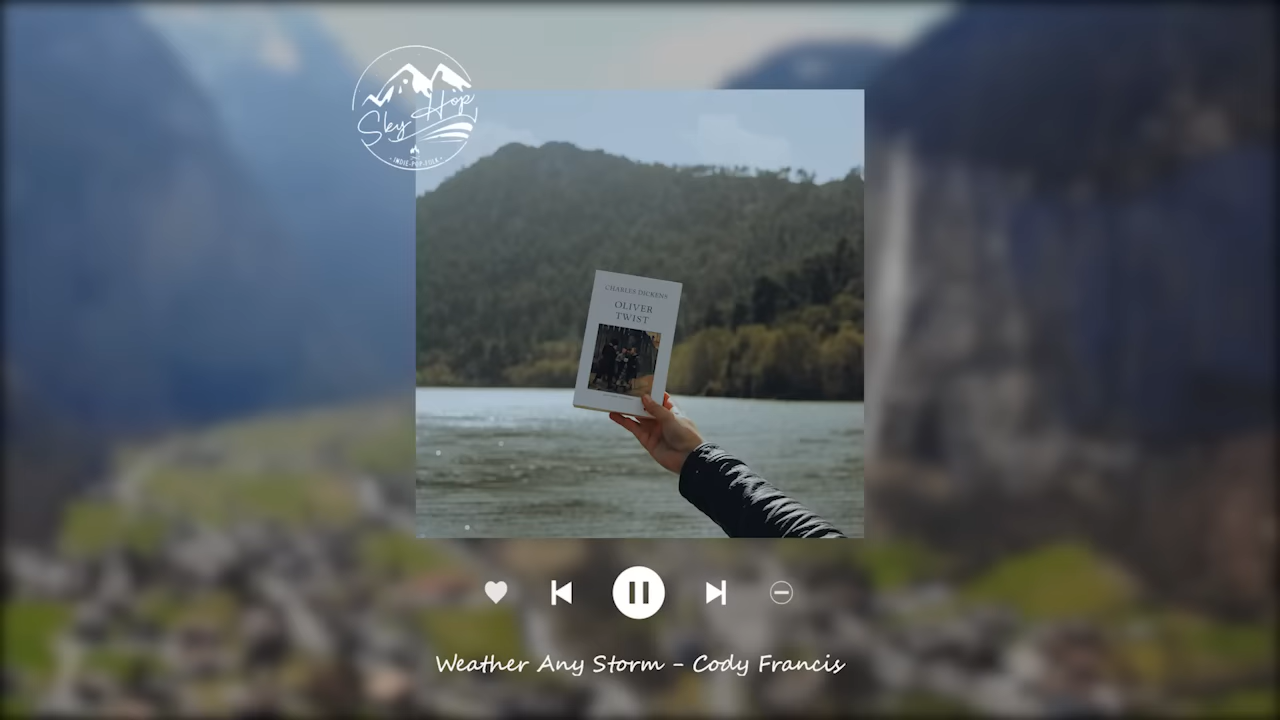 Sky Hop
• INDIE-POP-FOLK •
CHARLES DICKENS
OLIVER
TWIST
Weather Any Storm - Cody Francis